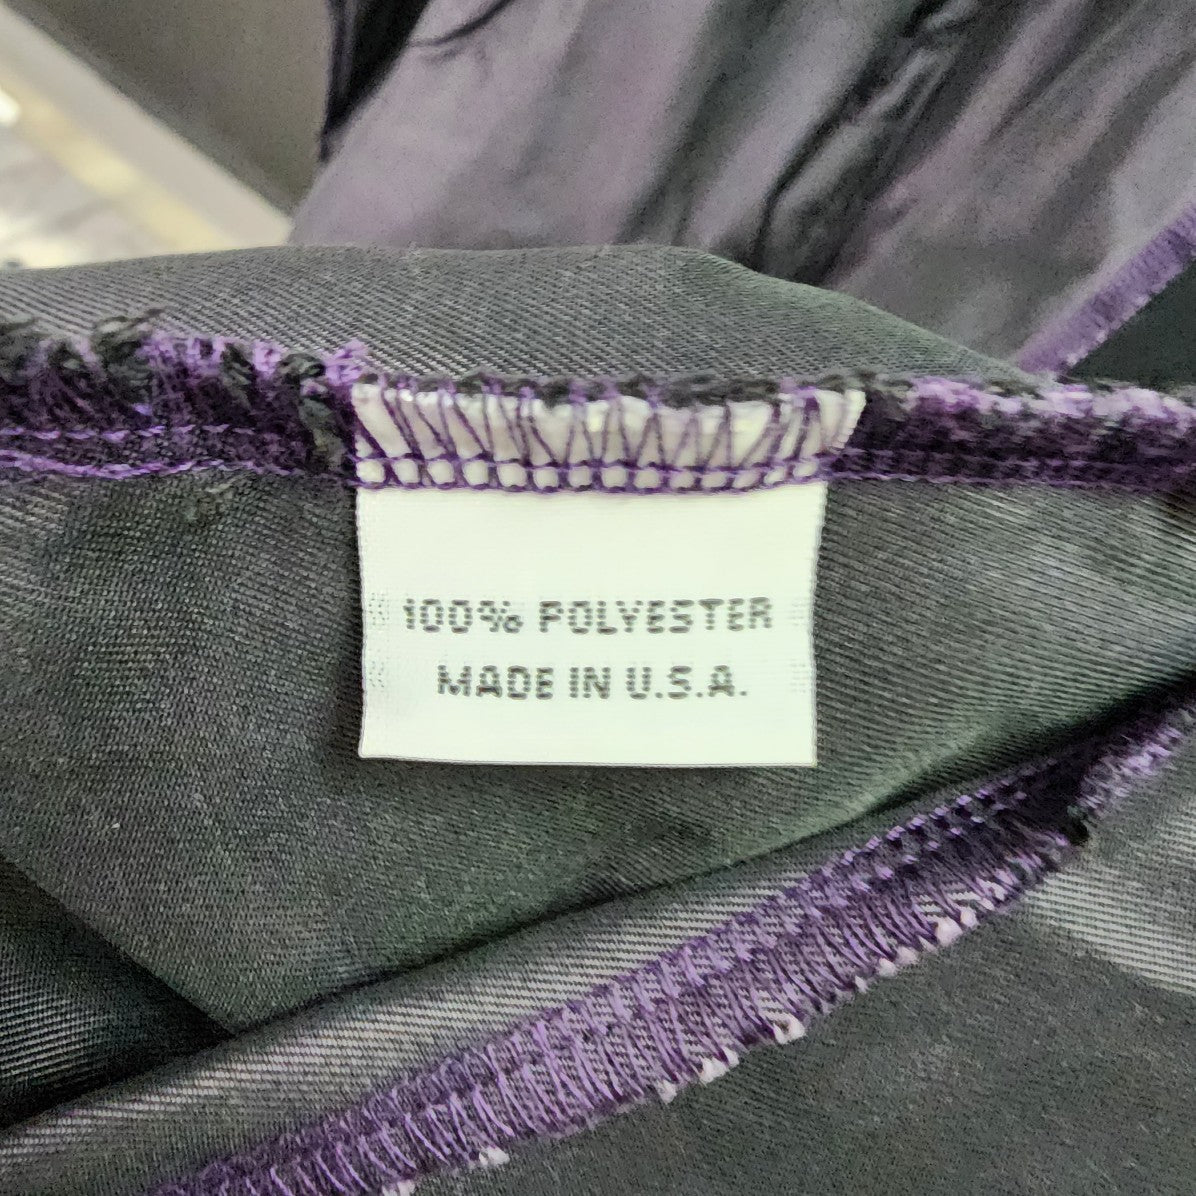 100% POLYESTER
MADE IN U.S.A.